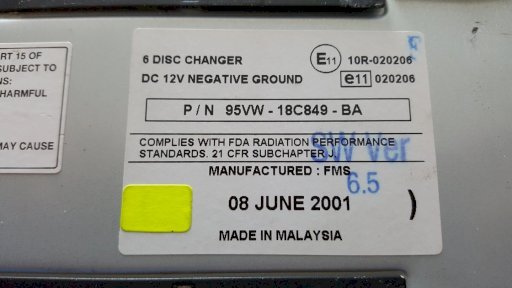 RT 15 OF
SUBJECT TO
NS:
HARMFUL
MAY CAUSE
6 DISC CHANGER
E11 10R-020206
DC 12V NEGATIVE GROUND
e11 020206
P / N 95VW - 18C849 - BA
COMPLIES WITH FDA RADIATION PERFORMANCE
STANDARDS. 21 CFR SUBCHAPTER J.
SW Ver
6.5
MANUFACTURED : FMS
08 JUNE 2001 )
MADE IN MALAYSIA